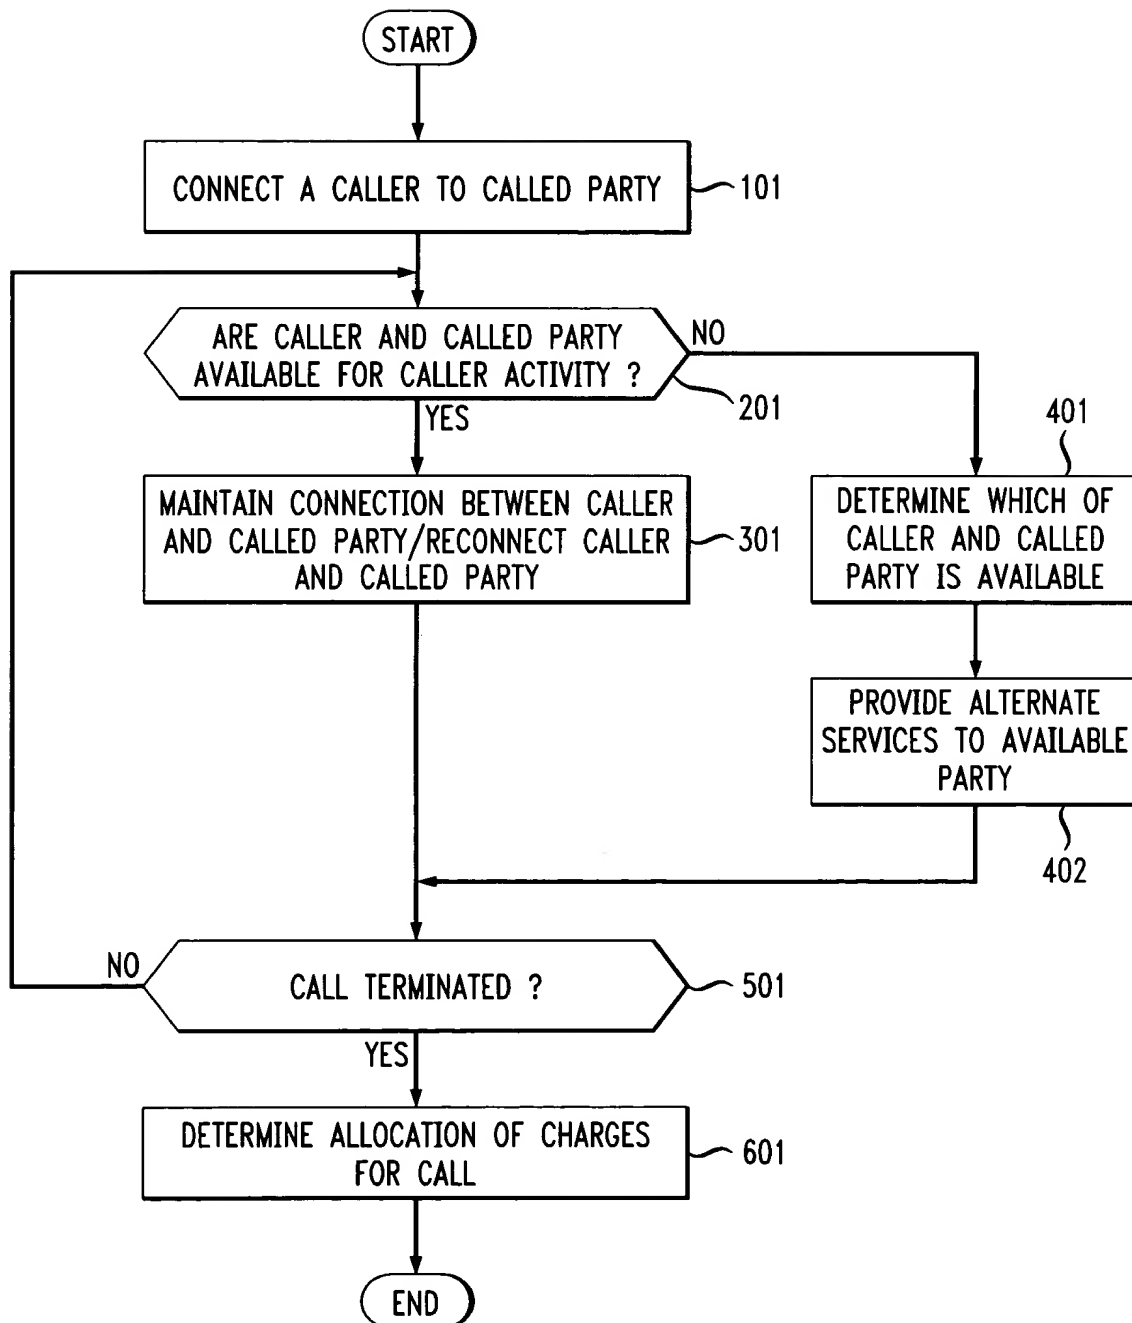 START
CONNECT A CALLER TO CALLED PARTY
101
ARE CALLER AND CALLED PARTY
AVAILABLE FOR CALLER ACTIVITY ?
NO
201
YES
401
MAINTAIN CONNECTION BETWEEN CALLER
AND CALLED PARTY/RECONNECT CALLER
AND CALLED PARTY
301
DETERMINE WHICH OF
CALLER AND CALLED
PARTY IS AVAILABLE
PROVIDE ALTERNATE
SERVICES TO AVAILABLE
PARTY
402
NO
CALL TERMINATED ?
501
YES
DETERMINE ALLOCATION OF CHARGES
FOR CALL
601
END